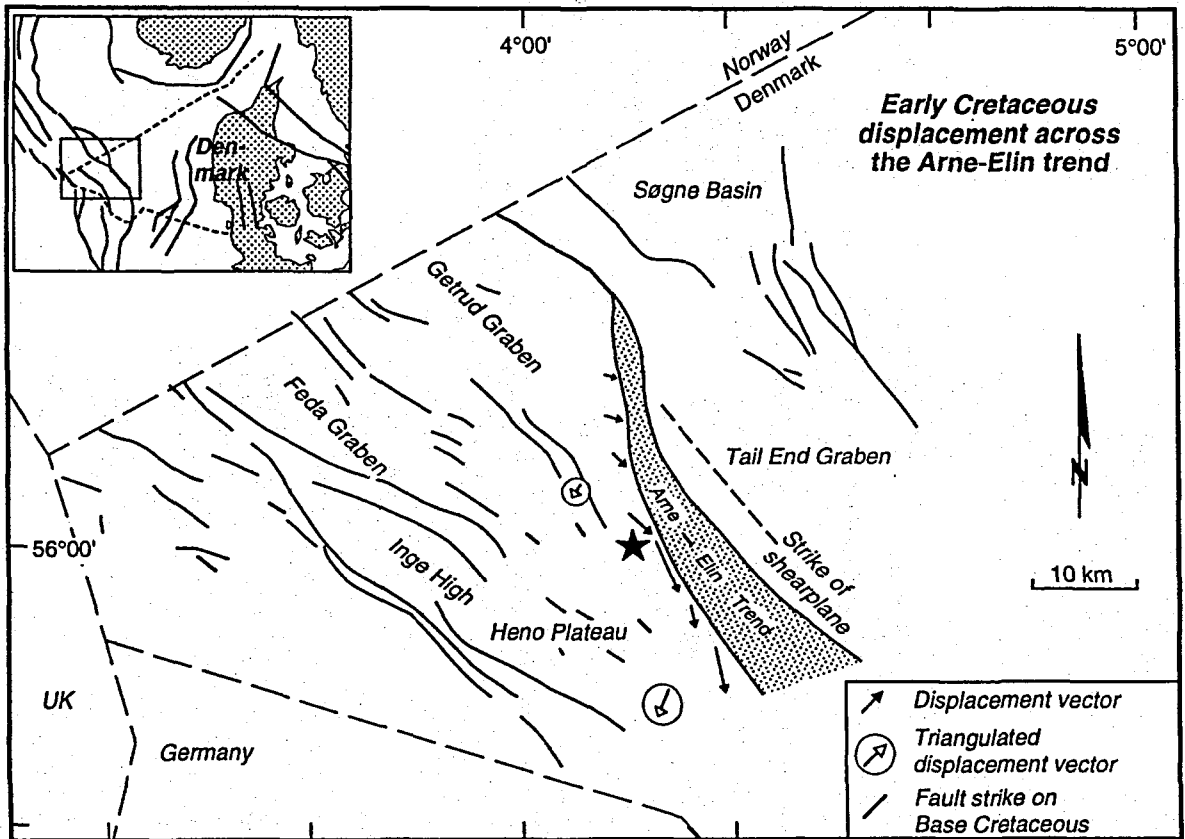 4°00'
5°00'
Norway
Denmark
Den-
mark
Early Cretaceous
displacement across
the Arne-Elin trend
Søgne Basin
Getrud Graben
Feda Graben
Tail End Graben
Arne - Elin Trend
Strike of
shearplane
N
56°00'
10 km
Inge High
Heno Plateau
UK
Germany
Displacement vector
Triangulated
displacement vector
Fault strike on
Base Cretaceous